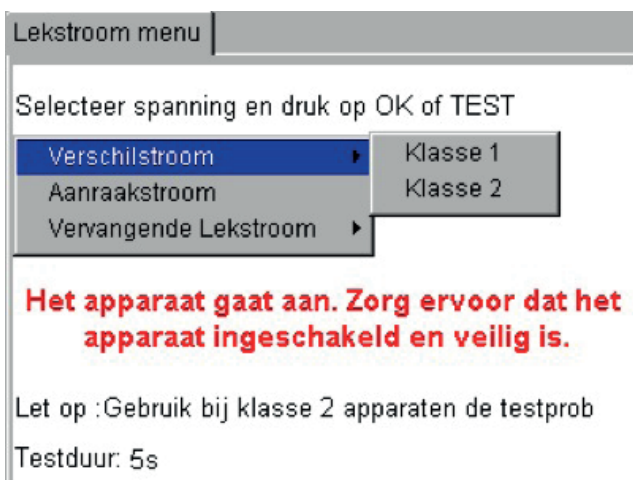 Lekstroom menu
Selecteer spanning en druk op OK of TEST
Verschilstroom
Klasse 1
Aanraakstroom
Klasse 2
Vervangende Lekstroom
Het apparaat gaat aan. Zorg ervoor dat het
apparaat ingeschakeld en veilig is.
Let op :Gebruik bij klasse 2 apparaten de testprob
Testduur: 5s